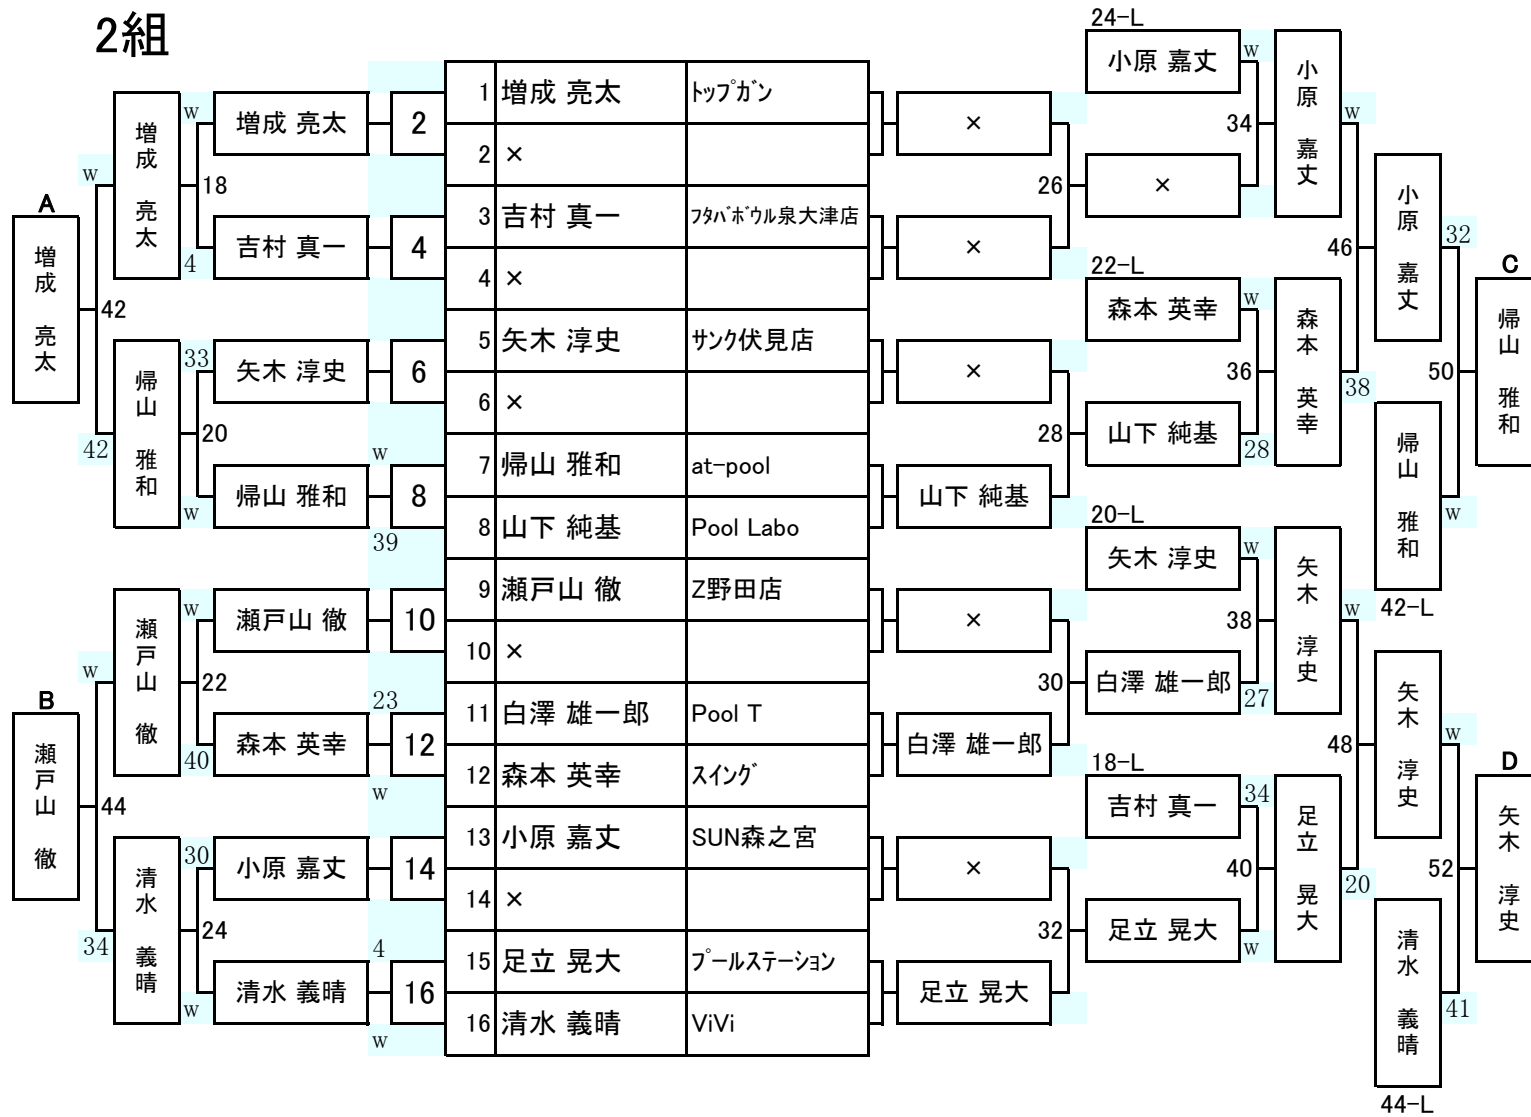 2組
1 増成 亮太 トップガン
2 ×
3 吉村 真一 フタバボウル泉大津店
4 ×
5 矢木 淳史 サンク伏見店
6 ×
7 帰山 雅和 at-pool
8 山下 純基 Pool Labo
9 瀬戸山 徹 Z野田店
10 ×
11 白澤 雄一郎 Pool T
12 森本 英幸 スイング
13 小原 嘉丈 SUN森之宮
14 ×
15 足立 晃大 プールステーション
16 清水 義晴 ViVi
A
増成 亮太
w
42
42
増成 亮太
w
18
4
増成 亮太
2
吉村 真一
4
帰山 雅和
33
20
w
矢木 淳史
6
w
帰山 雅和
8
39
B
瀬戸山 徹
w
44
34
瀬戸山 徹
w
22
40
瀬戸山 徹
10
23
森本 英幸
12
w
清水 義晴
30
24
w
小原 嘉丈
14
4
清水 義晴
16
w
×
26
×
×
28
山下 純基
×
30
白澤 雄一郎
×
32
足立 晃大
24-L
小原 嘉丈
w
34
×
22-L
森本 英幸
w
36
山下 純基
28
20-L
矢木 淳史
w
38
白澤 雄一郎
27
18-L
吉村 真一
34
40
足立 晃大
w
小原 嘉丈
w
46
森本 英幸
38
矢木 淳史
w
48
足立 晃大
20
小原 嘉丈
32
50
帰山 雅和
w
42-L
矢木 淳史
w
52
清水 義晴
41
44-L
C
帰山 雅和
D
矢木 淳史